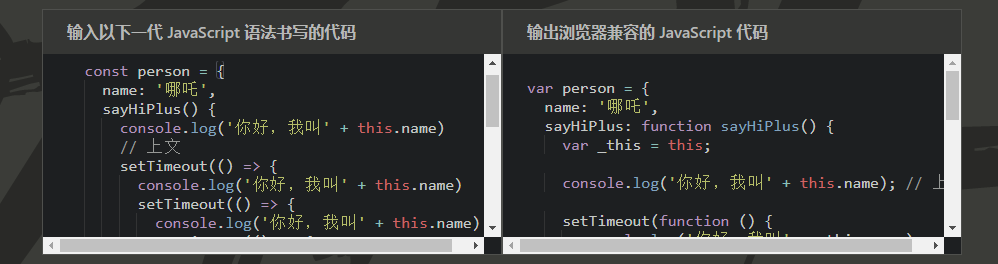 输入以下一代 JavaScript 语法书写的代码
const person = {
name: '哪吒',
sayHiPlus() {
console.log('你好，我叫' + this.name)
// 上文
setTimeout(() => {
console.log('你好，我叫' + this.name)
setTimeout(() => {
console.log('你好，我叫' + this.name)
输出浏览器兼容的 JavaScript 代码
var person = {
name: '哪吒',
sayHiPlus: function sayHiPlus() {
var _this = this;
console.log('你好，我叫' + this.name); // 上
setTimeout(function () {